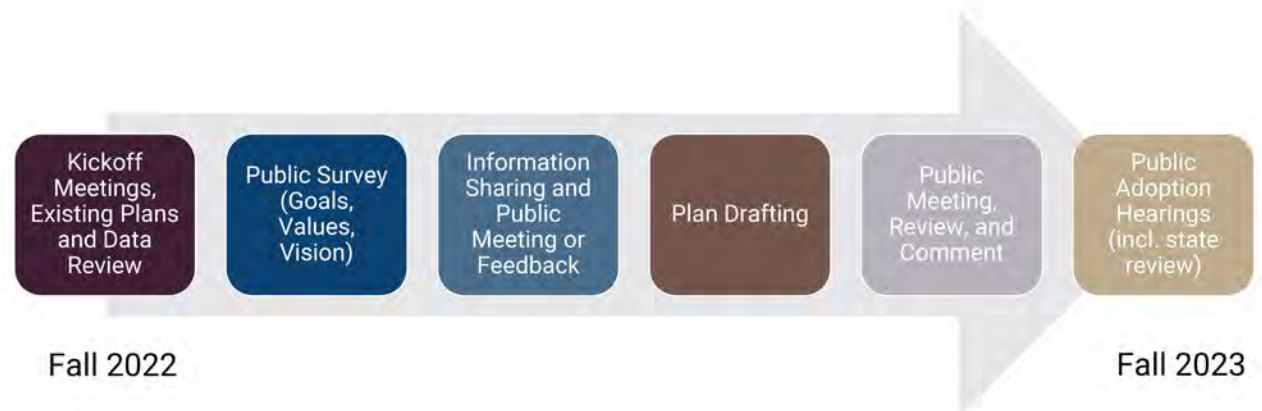 Kickoff
Meetings,
Existing Plans
and Data
Review
Public Survey
(Goals,
Values,
Vision)
Information
Sharing and
Public
Meeting or
Feedback
Plan Drafting
Public
Meeting,
Review, and
Comment
Public
Adoption
Hearings
(incl. state
review)
Fall 2022
Fall 2023